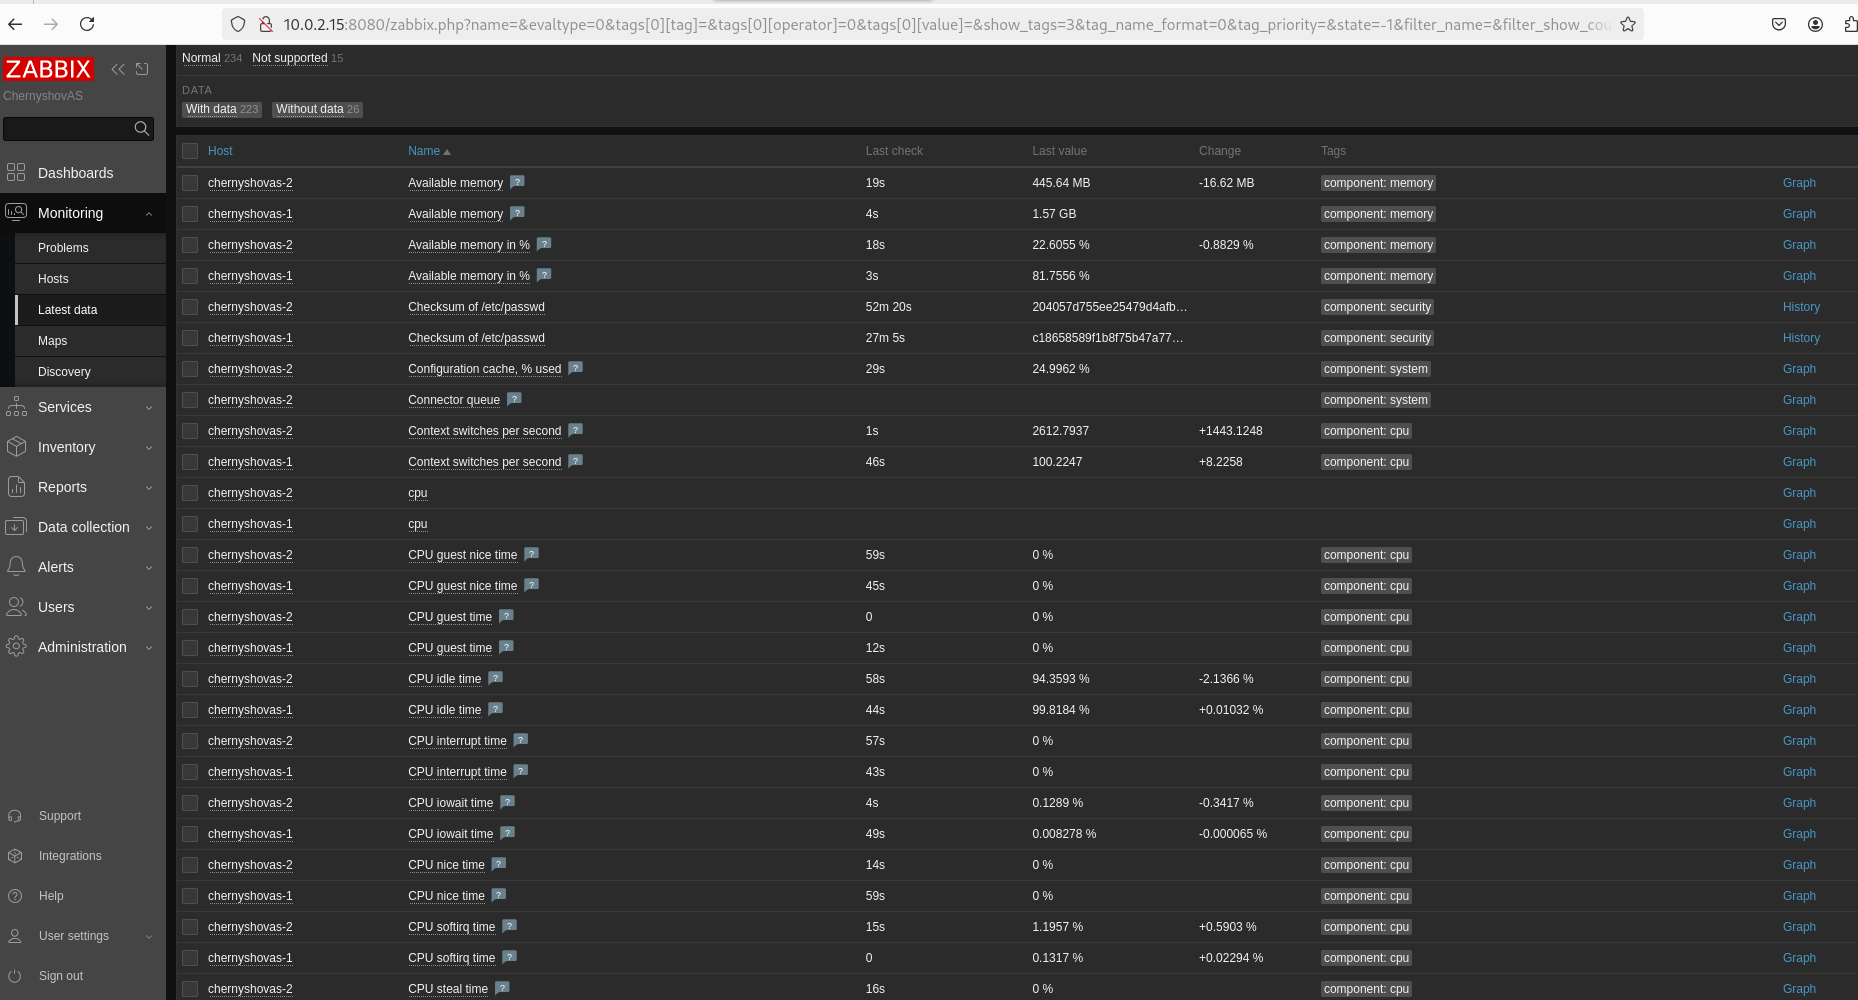 10.0.2.15:8080/zabbix.php?name=&evaltype=0&tags[0][tag]=&tags[0][operator]=0&tags[0][value]=&show_tags=3&tag_name_format=0&tag_priority=&state=-1&filter_name=&filter_show_cou
ZABBIX
ChernyshovAS
Dashboards
Monitoring
Problems
Hosts
Latest data
Maps
Discovery
Services
Inventory
Reports
Data collection
Alerts
Users
Administration
Support
Integrations
Help
User settings
Sign out
Normal 234 Not supported 15
DATA
With data 223 Without data 26
Host Name Last check Last value Change Tags
chernyshovas-2 Available memory ? 19s 445.64 MB -16.62 MB component: memory Graph
chernyshovas-1 Available memory ? 4s 1.57 GB component: memory Graph
chernyshovas-2 Available memory in % ? 18s 22.6055 % -0.8829 % component: memory Graph
chernyshovas-1 Available memory in % ? 3s 81.7556 % component: memory Graph
chernyshovas-2 Checksum of /etc/passwd 52m 20s 204057d755ee25479d4afb... component: security History
chernyshovas-1 Checksum of /etc/passwd 27m 5s c18658589f1b8f75b47a77... component: security History
chernyshovas-2 Configuration cache, % used ? 29s 24.9962 % component: system Graph
chernyshovas-2 Connector queue ? component: system Graph
chernyshovas-2 Context switches per second ? 1s 2612.7937 +1443.1248 component: cpu Graph
chernyshovas-1 Context switches per second ? 46s 100.2247 +8.2258 component: cpu Graph
chernyshovas-2 cpu Graph
chernyshovas-1 cpu Graph
chernyshovas-2 CPU guest nice time ? 59s 0 % component: cpu Graph
chernyshovas-1 CPU guest nice time ? 45s 0 % component: cpu Graph
chernyshovas-2 CPU guest time ? 0 0 % component: cpu Graph
chernyshovas-1 CPU guest time ? 12s 0 % component: cpu Graph
chernyshovas-2 CPU idle time ? 58s 94.3593 % -2.1366 % component: cpu Graph
chernyshovas-1 CPU idle time ? 44s 99.8184 % +0.01032 % component: cpu Graph
chernyshovas-2 CPU interrupt time ? 57s 0 % component: cpu Graph
chernyshovas-1 CPU interrupt time ? 43s 0 % component: cpu Graph
chernyshovas-2 CPU iowait time ? 4s 0.1289 % -0.3417 % component: cpu Graph
chernyshovas-1 CPU iowait time ? 49s 0.008278 % -0.000065 % component: cpu Graph
chernyshovas-2 CPU nice time ? 14s 0 % component: cpu Graph
chernyshovas-1 CPU nice time ? 59s 0 % component: cpu Graph
chernyshovas-2 CPU softirq time ? 15s 1.1957 % +0.5903 % component: cpu Graph
chernyshovas-1 CPU softirq time ? 0 0.1317 % +0.02294 % component: cpu Graph
chernyshovas-2 CPU steal time ? 16s 0 % component: cpu Graph